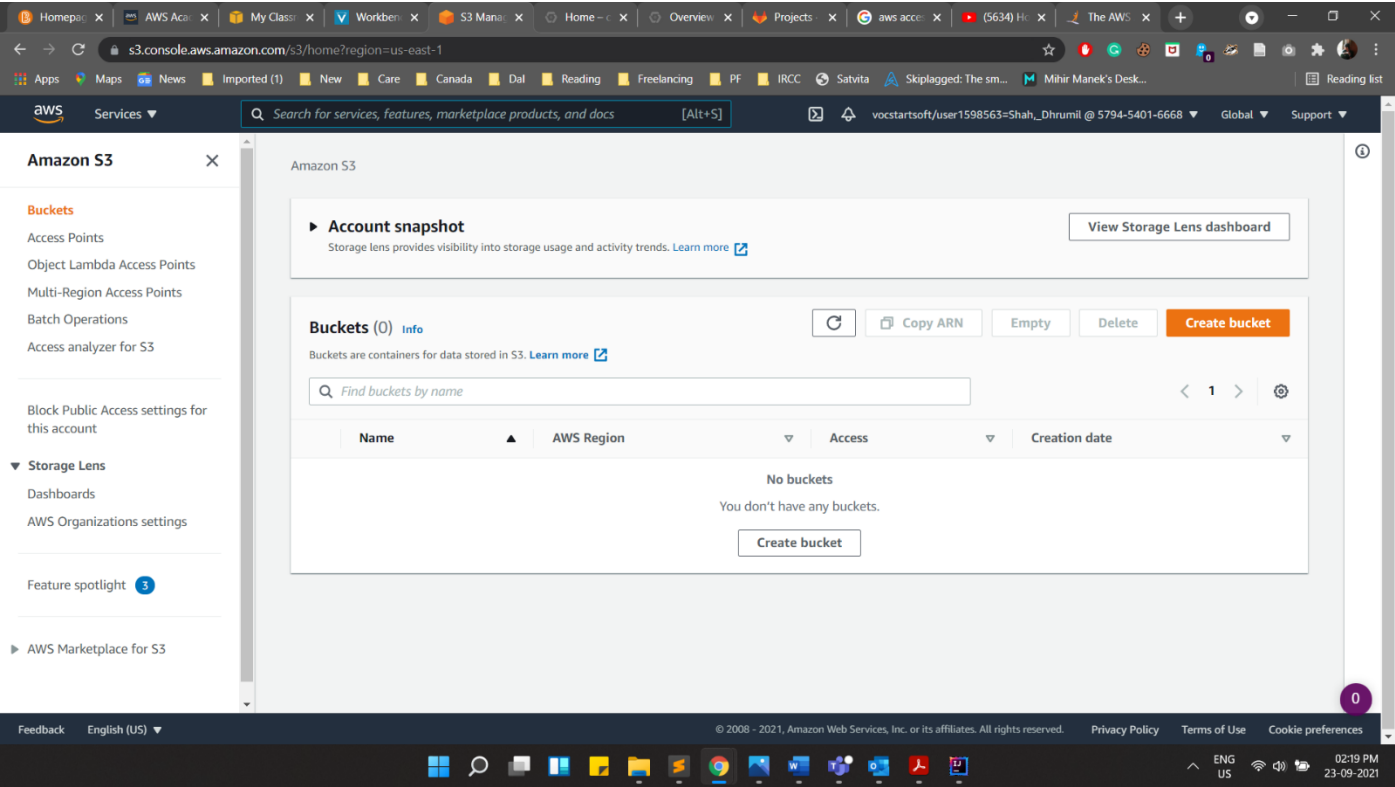 Homepag
AWS Acac
My Classr
Workben
S3 Manag
Home – c
Overview
Projects ·
aws acces
(5634) Ho
The AWS
s3.console.aws.amazon.com/s3/home?region=us-east-1
Apps Maps News Imported (1) New Care Canada Dal Reading Freelancing PF IRCC Satvita Skiplagged: The sm... Mihir Manek's Desk... Reading list
aws Services ▼ Search for services, features, marketplace products, and docs [Alt+S] vocstartsoft/user1598563=Shah,_Dhrumil @ 5794-5401-6668 ▼ Global ▼ Support ▼
Amazon S3
Buckets
Access Points
Object Lambda Access Points
Multi-Region Access Points
Batch Operations
Access analyzer for S3
Block Public Access settings for
this account
Storage Lens
Dashboards
AWS Organizations settings
Feature spotlight 3
AWS Marketplace for S3
Amazon S3
Account snapshot
Storage lens provides visibility into storage usage and activity trends. Learn more
View Storage Lens dashboard
Buckets (0) Info
Copy ARN Empty Delete Create bucket
Buckets are containers for data stored in S3. Learn more
Find buckets by name
1
Name AWS Region Access Creation date
No buckets
You don't have any buckets.
Create bucket
0
Feedback English (US) ▼ © 2008 - 2021, Amazon Web Services, Inc. or its affiliates. All rights reserved. Privacy Policy Terms of Use Cookie preferences
ENG
US
02:19 PM
23-09-2021